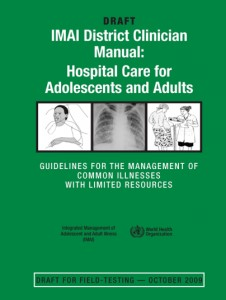 DRAFT
IMAI District Clinician
Manual:
Hospital Care for
Adolescents and Adults
GUIDELINES FOR THE MANAGEMENT OF
COMMON ILLNESSES
WITH LIMITED RESOURCES
Integrated Management of
Adolescent and Adult Illness
(IMAI)
World Health
Organization
DRAFT FOR FIELD-TESTING — OCTOBER 2009